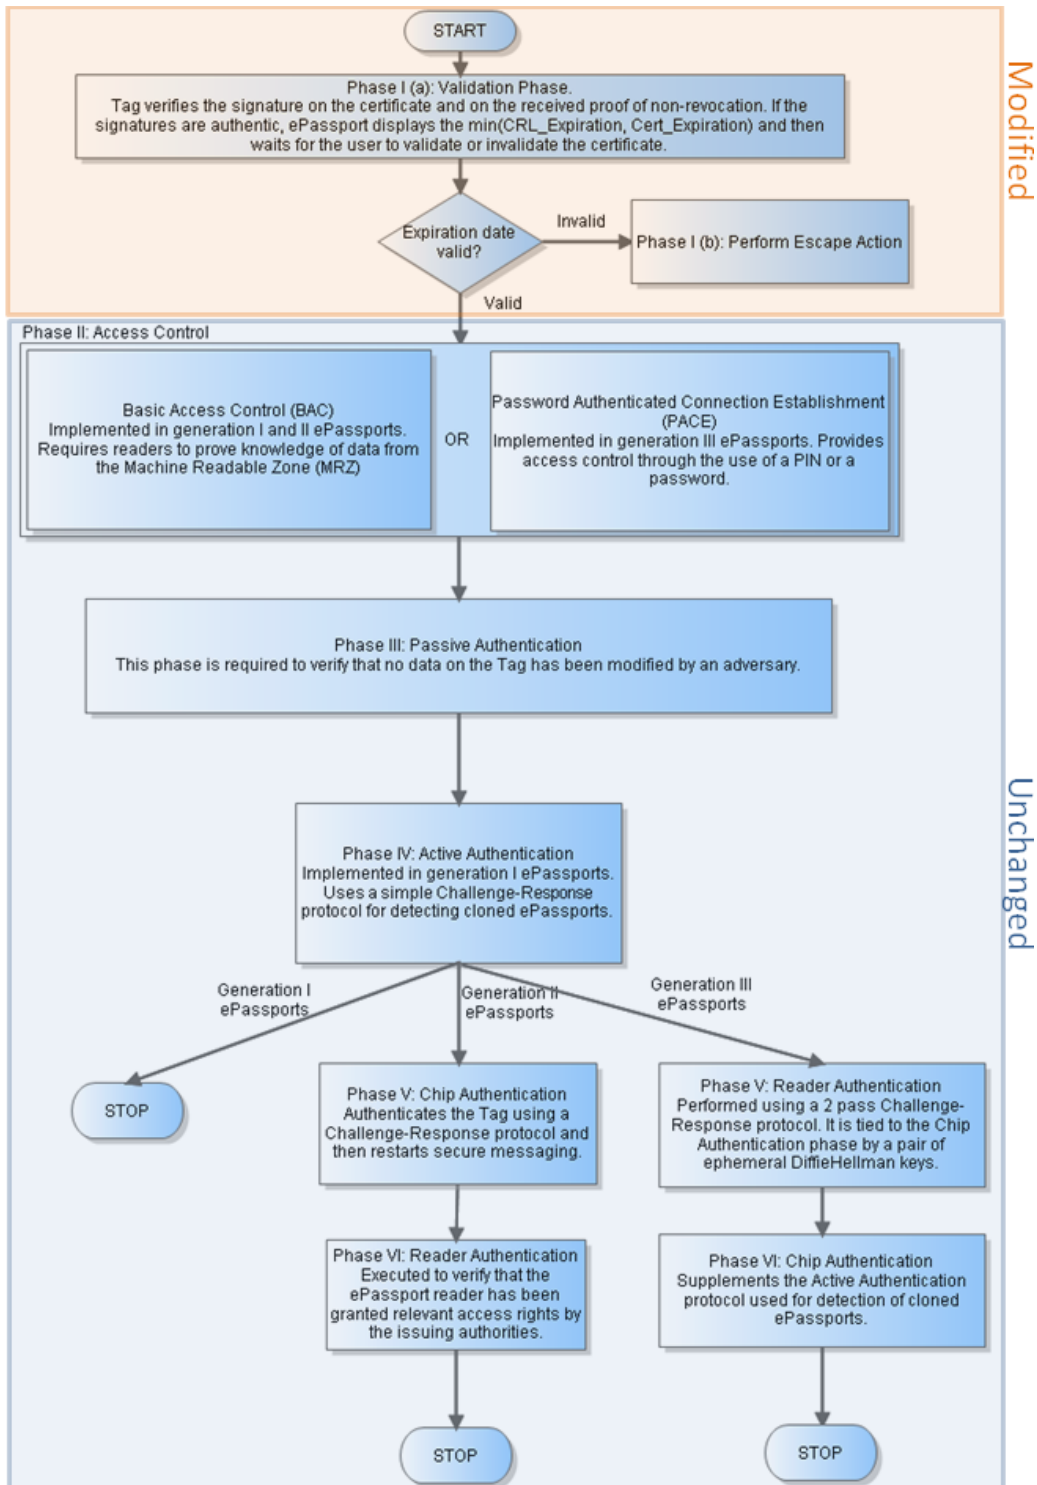 START
Phase I (a): Validation Phase.
Tag verifies the signature on the certificate and on the received proof of non-revocation. If the
signatures are authentic, ePassport displays the min(CRL_Expiration, Cert_Expiration) and then
waits for the user to validate or invalidate the certificate.
Expiration date
valid?
Invalid
Phase I (b): Perform Escape Action
Valid
Modified
Phase II: Access Control
Basic Access Control (BAC)
Implemented in generation I and II ePassports.
Requires readers to prove knowledge of data from
the Machine Readable Zone (MRZ)
OR
Password Authenticated Connection Establishment
(PACE)
Implemented in generation III ePassports. Provides
access control through the use of a PIN or a
password.
Phase III: Passive Authentication
This phase is required to verify that no data on the Tag has been modified by an adversary.
Phase IV: Active Authentication
Implemented in generation I ePassports.
Uses a simple Challenge-Response
protocol for detecting cloned ePassports.
Unchanged
Generation I
ePassports
Generation II
ePassports
Generation III
ePassports
STOP
Phase V: Chip Authentication
Authenticates the Tag using a
Challenge-Response protocol and
then restarts secure messaging.
Phase V: Reader Authentication
Performed using a 2 pass Challenge-
Response protocol. It is tied to the Chip
Authentication phase by a pair of
ephemeral DiffieHellman keys.
Phase VI: Reader Authentication
Executed to verify that the
ePassport reader has been
granted relevant access rights by
the issuing authorities.
Phase VI: Chip Authentication
Supplements the Active Authentication
protocol used for detection of cloned
ePassports.
STOP
STOP